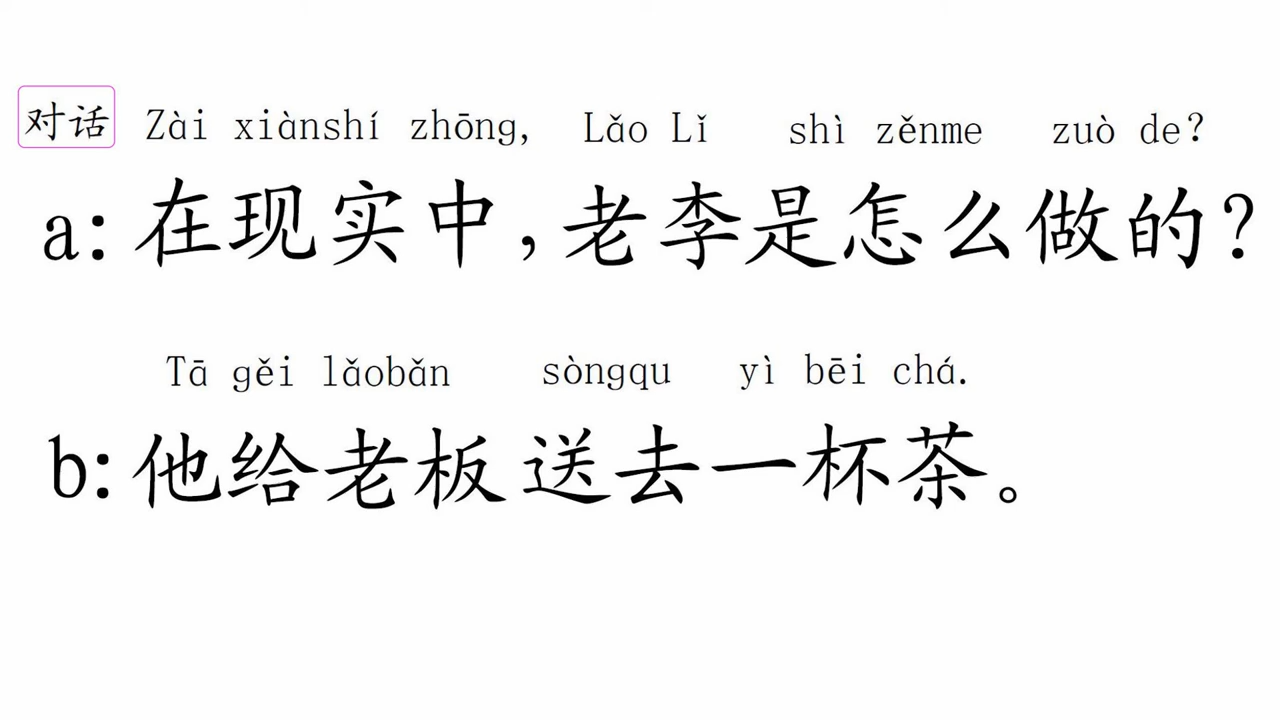 对话 Zài xiànshí zhōng, Lǎo Lǐ shì zěnme zuò de?
a: 在现实中，老李是怎么做的？
Tā gěi lǎobǎn sòngqu yì bēi chá.
b: 他给老板送去一杯茶。